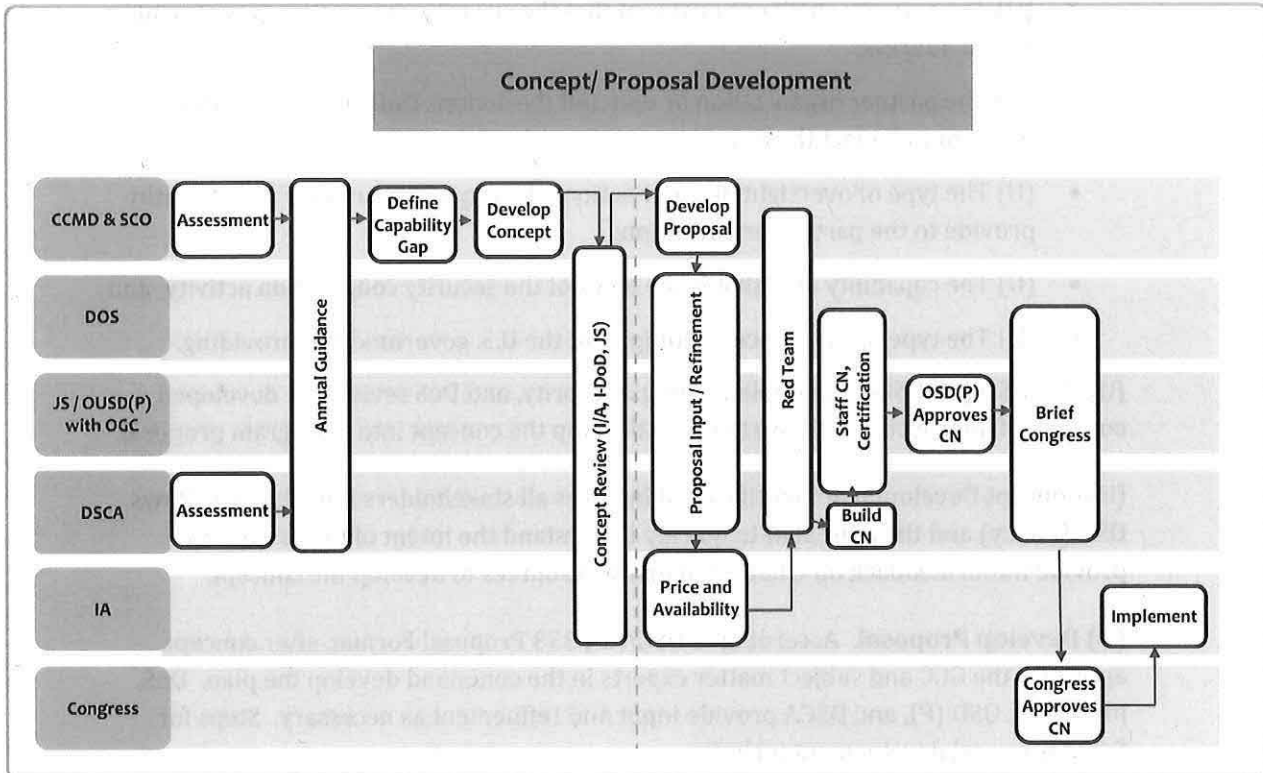 Concept/ Proposal Development
CCMD & SCO
Assessment
Define
Capability
Gap
Develop
Concept
Develop
Proposal
DOS
JS / OUSD(P)
with OGC
DSCA
Assessment
IA
Congress
Annual Guidance
Concept Review (I/A, I-DoD, JS)
Proposal Input / Refinement
Price and
Availability
Red Team
Build
CN
Staff CN,
Certification
OSD(P)
Approves
CN
Brief
Congress
Congress
Approves
CN
Implement